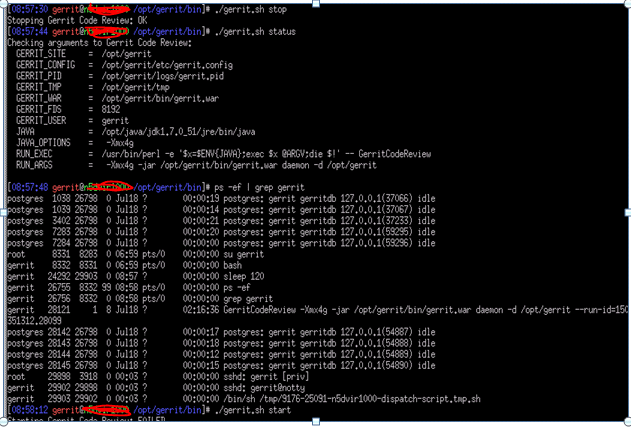 [08:57:30 gerrit@n5dvir1000 /opt/gerrit/bin]# ./gerrit.sh stop
Stopping Gerrit Code Review: OK
[08:57:44 gerrit@n5dvir1000 /opt/gerrit/bin]# ./gerrit.sh status
Checking arguments to Gerrit Code Review:
GERRIT_SITE = /opt/gerrit
GERRIT_CONFIG = /opt/gerrit/etc/gerrit.config
GERRIT_PID = /opt/gerrit/logs/gerrit.pid
GERRIT_TMP = /opt/gerrit/tmp
GERRIT_WAR = /opt/gerrit/bin/gerrit.war
GERRIT_FDS = 8192
GERRIT_USER = gerrit
JAVA = /opt/java/jdk1.7.0_51/jre/bin/java
JAVA_OPTIONS = -Xmx4g
RUN_EXEC = /usr/bin/perl -e '$x=$ENV{JAVA};exec $x @ARGV;die $!' -- GerritCodeReview
RUN_ARGS = -Xmx4g -jar /opt/gerrit/bin/gerrit.war daemon -d /opt/gerrit
[08:57:48 gerrit@n5dvir1000 /opt/gerrit/bin]# ps -ef | grep gerrit
postgres 1038 26798 0 Jul18 ? 00:00:19 postgres: gerrit gerritdb 127.0.0.1(37066) idle
postgres 1039 26798 0 Jul18 ? 00:00:14 postgres: gerrit gerritdb 127.0.0.1(37067) idle
postgres 3402 26798 0 Jul18 ? 00:00:21 postgres: gerrit gerritdb 127.0.0.1(37233) idle
postgres 7283 26798 0 Jul18 ? 00:00:20 postgres: gerrit gerritdb 127.0.0.1(59295) idle
postgres 7284 26798 0 Jul18 ? 00:00:00 postgres: gerrit gerritdb 127.0.0.1(59296) idle
root 8331 8283 0 06:59 pts/0 00:00:00 su gerrit
gerrit 8332 8331 0 06:59 pts/0 00:00:00 bash
gerrit 24292 29903 0 08:57 ? 00:00:00 sleep 120
gerrit 26755 8332 99 08:58 pts/0 00:00:00 ps -ef
gerrit 26756 8332 0 08:58 pts/0 00:00:00 grep gerrit
gerrit 28121 1 8 Jul18 ? 02:16:36 GerritCodeReview -Xmx4g -jar /opt/gerrit/bin/gerrit.war daemon -d /opt/gerrit --run-id=150
351312.28099
postgres 28142 26798 0 Jul18 ? 00:00:17 postgres: gerrit gerritdb 127.0.0.1(54887) idle
postgres 28143 26798 0 Jul18 ? 00:00:18 postgres: gerrit gerritdb 127.0.0.1(54888) idle
postgres 28144 26798 0 Jul18 ? 00:00:12 postgres: gerrit gerritdb 127.0.0.1(54889) idle
postgres 28145 26798 0 Jul18 ? 00:00:15 postgres: gerrit gerritdb 127.0.0.1(54890) idle
root 29898 3918 0 00:03 ? 00:00:00 sshd: gerrit [priv]
gerrit 29902 29898 0 00:03 ? 00:00:00 sshd: gerrit@notty
gerrit 29903 29902 0 00:03 ? 00:00:00 /bin/sh /tmp/9176-25091-n5dvir1000-dispatch-script.tmp.sh
[08:58:12 gerrit@n5dvir1000 /opt/gerrit/bin]# ./gerrit.sh start
Starting Gerrit Code Review: FAILED